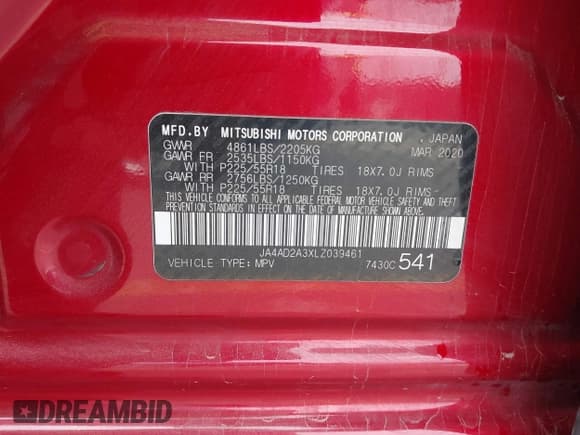 MFD.BY MITSUBISHI MOTORS CORPORATION . JAPAN
GVWR 4861LBS/2205KG MAR 2020
GAWR FR 2535LBS/1150KG
WITH P225/55R18 TIRES 18X7.0J RIMS
GAWR RR 2756LBS/1250KG
WITH P225/55R18 TIRES 18X7.0J RIMS
THIS VEHICLE CONFORMS TO ALL APPLICABLE FEDERAL MOTOR VEHICLE SAFETY AND THEFT
PREVENTION STANDARDS IN EFFECT ON THE DATE OF MANUFACTURE SHOWN ABOVE.
JA4AD2A3XLZ039461
VEHICLE TYPE:MPV 7430C 541
DREAMBID